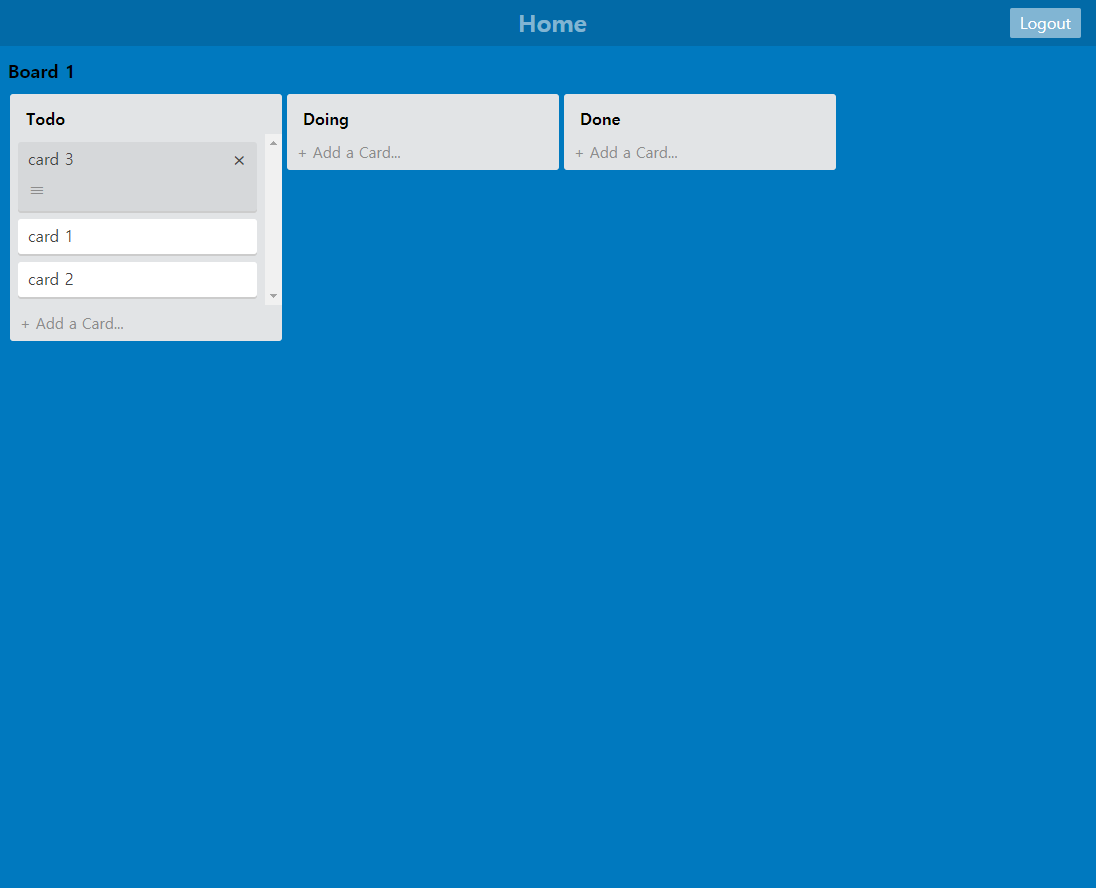 Home
Logout
Board 1
Todo
card 3
card 1
card 2
+ Add a Card...
Doing
+ Add a Card...
Done
+ Add a Card...